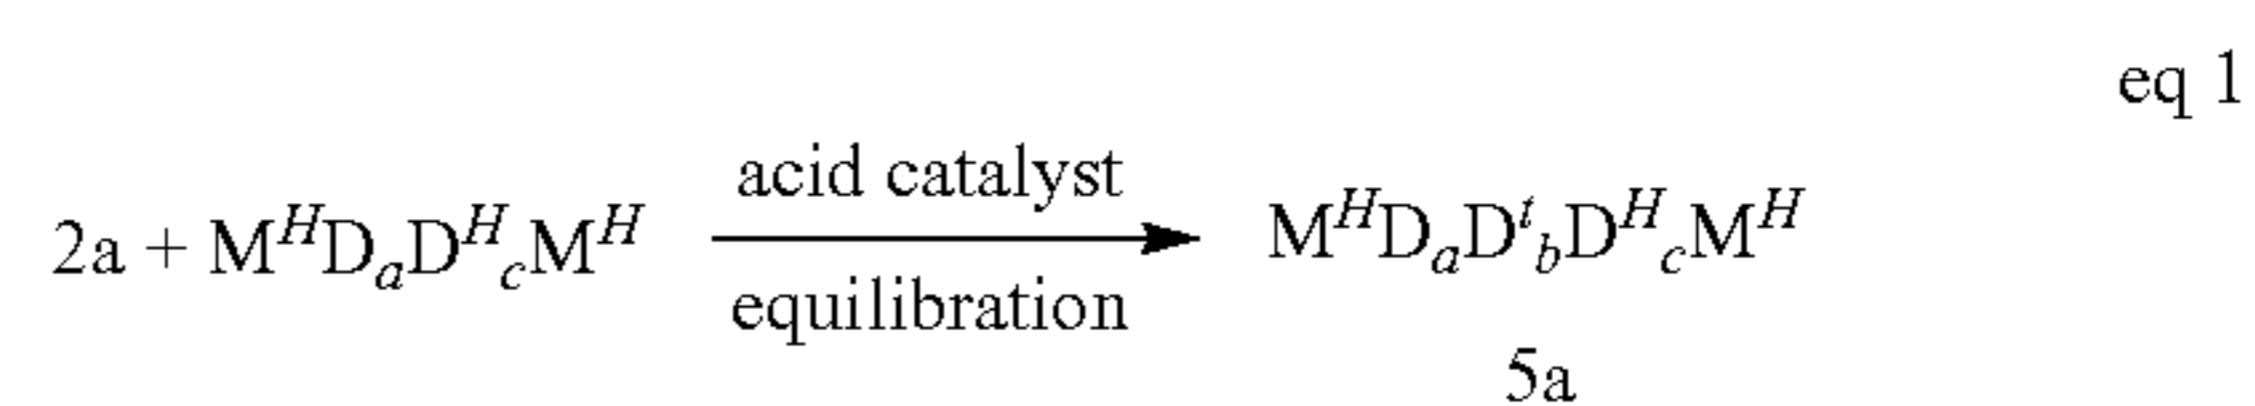 eq 1
acid catalyst
2a + M^H D_a D^H_c M^H → M^H D_a D^t_b D^H_c M^H
equilibration
5a